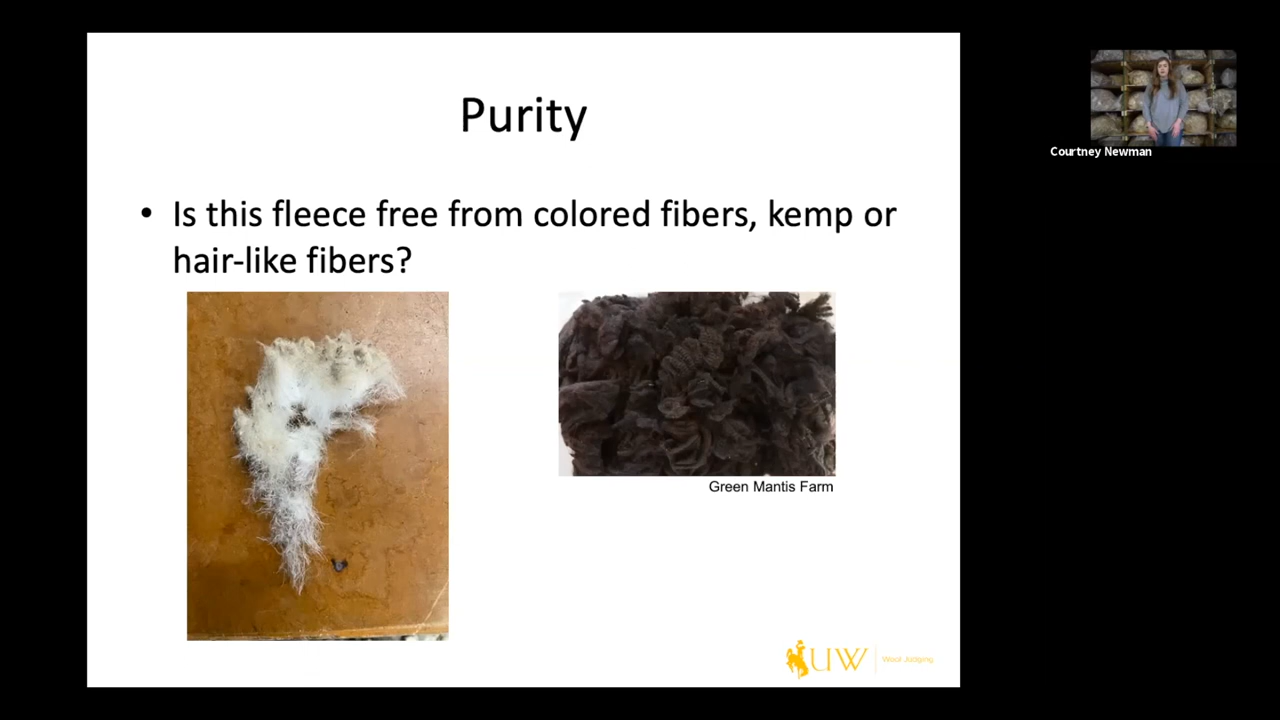 Purity
• Is this fleece free from colored fibers, kemp or
hair-like fibers?
Green Mantis Farm
UW Wool Judging
Courtney Newman